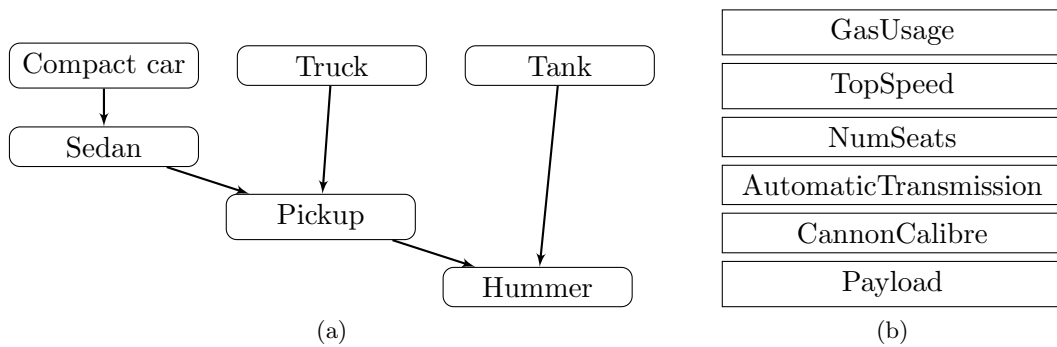 Compact car
Truck
Tank
Sedan
Pickup
Hummer
(a)
GasUsage
TopSpeed
NumSeats
AutomaticTransmission
CannonCalibre
Payload
(b)